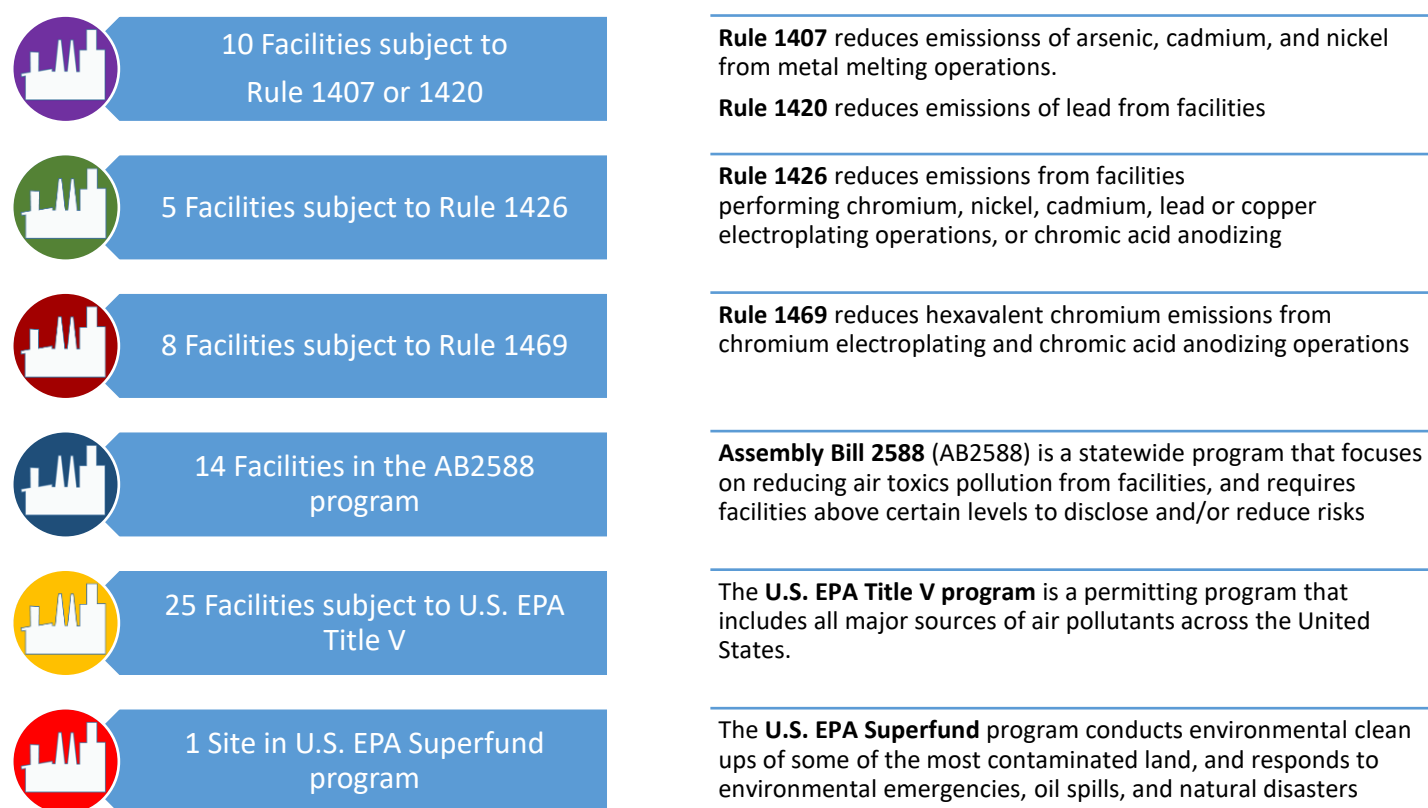 10 Facilities subject to
Rule 1407 or 1420
Rule 1407 reduces emissionss of arsenic, cadmium, and nickel
from metal melting operations.
Rule 1420 reduces emissions of lead from facilities
5 Facilities subject to Rule 1426
Rule 1426 reduces emissions from facilities
performing chromium, nickel, cadmium, lead or copper
electroplating operations, or chromic acid anodizing
8 Facilities subject to Rule 1469
Rule 1469 reduces hexavalent chromium emissions from
chromium electroplating and chromic acid anodizing operations
14 Facilities in the AB2588
program
Assembly Bill 2588 (AB2588) is a statewide program that focuses
on reducing air toxics pollution from facilities, and requires
facilities above certain levels to disclose and/or reduce risks
25 Facilities subject to U.S. EPA
Title V
The U.S. EPA Title V program is a permitting program that
includes all major sources of air pollutants across the United
States.
1 Site in U.S. EPA Superfund
program
The U.S. EPA Superfund program conducts environmental clean
ups of some of the most contaminated land, and responds to
environmental emergencies, oil spills, and natural disasters